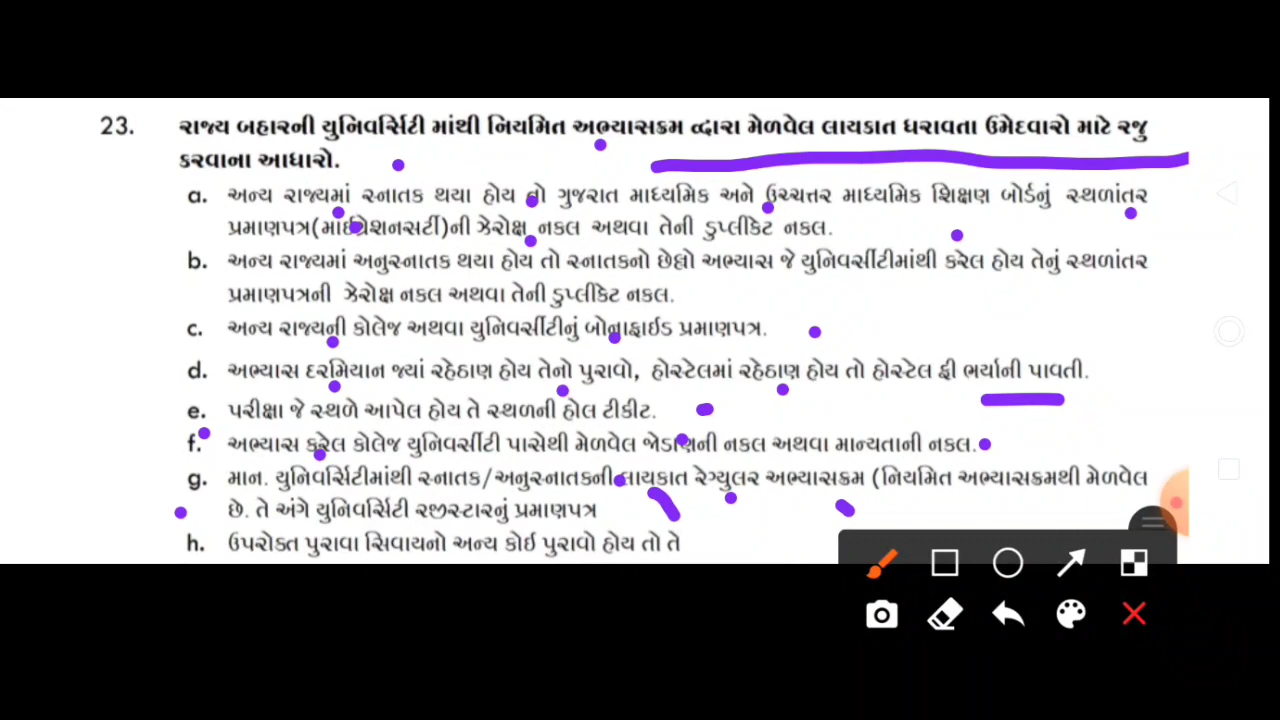 23. રાજ્ય બહારની યુનિવર્સિટી માંથી નિયમિત અભ્યાસક્રમ ધ્વારા મેળવેલ લાયકાત ધરાવતા ઉમેદવારો માટે રજુ
કરવાના આધારો.
a. અન્ય રાજ્યમાં સ્નાતક થયા હોય તો ગુજરાત માધ્યમિક અને ઉચ્ચત્તર માધ્યમિક શિક્ષણ બોર્ડનું સ્થળાંતર
પ્રમાણપત્ર(માઈગ્રેશનસર્ટી)ની ઝેરોક્ષ નકલ અથવા તેની ડુપ્લીકેટ નકલ.
b. અન્ય રાજ્યમાં અનુસ્નાતક થયા હોય તો સ્નાતકનો છેલ્લો અભ્યાસ જે યુનિવર્સીટીમાંથી કરેલ હોય તેનું સ્થળાંતર
પ્રમાણપત્રની ઝેરોક્ષ નકલ અથવા તેની ડુપ્લીકેટ નકલ.
c. અન્ય રાજ્યની કોલેજ અથવા યુનિવર્સીટીનું બોનાફાઈડ પ્રમાણપત્ર.
d. અભ્યાસ દરમિયાન જ્યાં રહેઠાણ હોય તેનો પુરાવો, હોસ્ટેલમાં રહેઠાણ હોય તો હોસ્ટેલ ફી ભર્યાની પાવતી.
e. પરીક્ષા જે સ્થળે આપેલ હોય તે સ્થળની હોલ ટીકીટ.
f. અભ્યાસ કરેલ કોલેજ યુનિવર્સીટી પાસેથી મેળવેલ જોડાણની નકલ અથવા માન્યતાની નકલ.
g. માન. યુનિવર્સિટીમાંથી સ્નાતક/અનુસ્નાતકની લાયકાત રેગ્યુલર અભ્યાસક્રમ (નિયમિત અભ્યાસક્રમથી મેળવેલ
છે. તે અંગે યુનિવર્સિટી રજીસ્ટારનું પ્રમાણપત્ર
h. ઉપરોક્ત પુરાવા સિવાયનો અન્ય કોઈ પુરાવો હોય તો તે